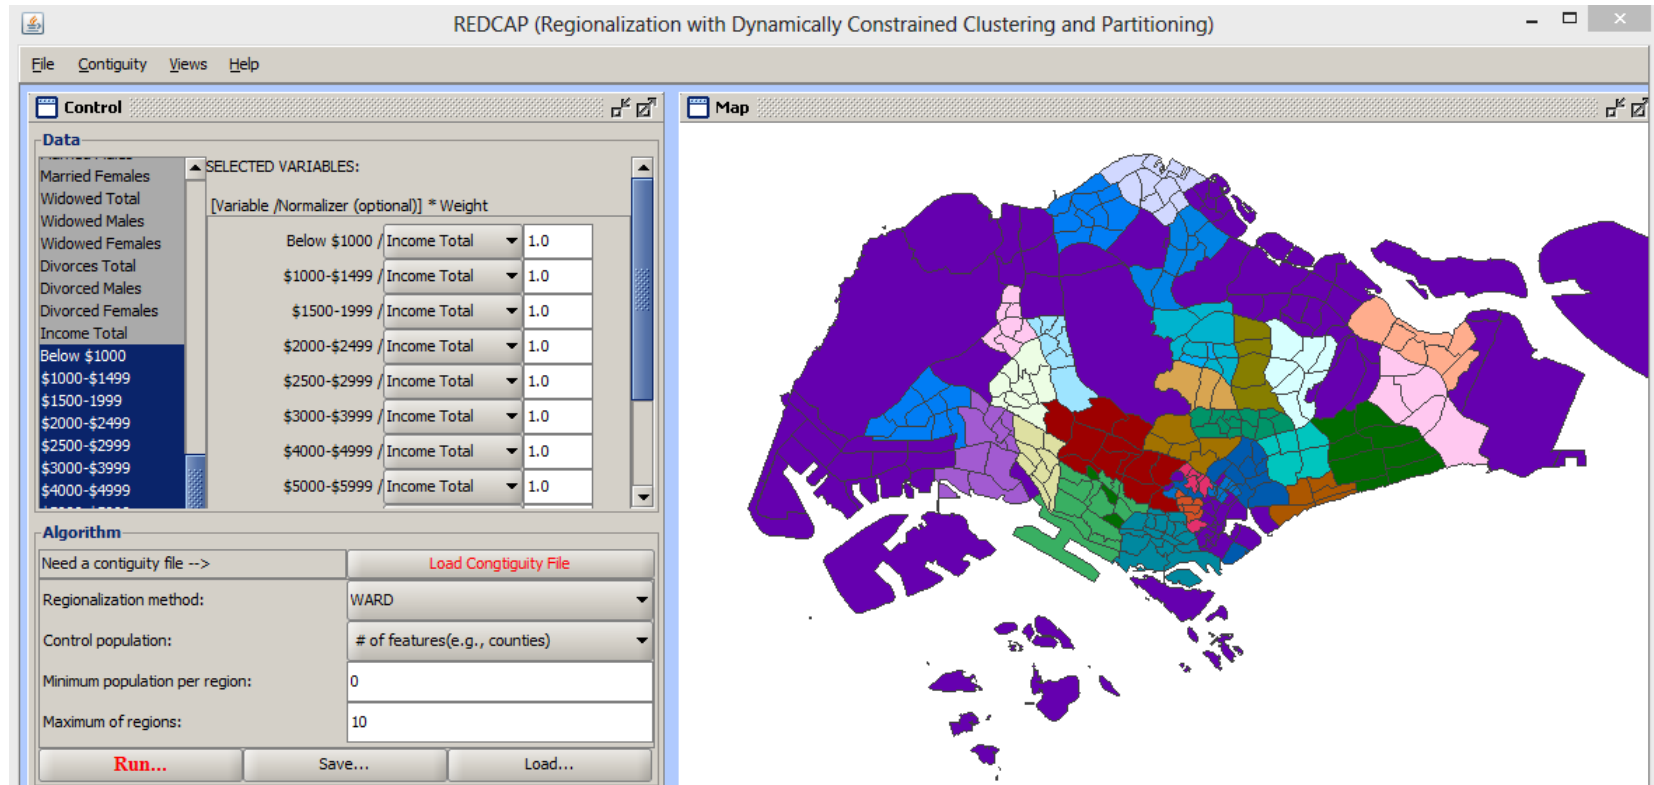 REDCAP (Regionalization with Dynamically Constrained Clustering and Partitioning)
File Contiguity Views Help
Control
Data
Married Females
Widowed Total
Widowed Males
Widowed Females
Divorces Total
Divorced Males
Divorced Females
Income Total
Below $1000
$1000-$1499
$1500-1999
$2000-$2499
$2500-$2999
$3000-$3999
$4000-$4999
SELECTED VARIABLES:
[Variable /Normalizer (optional)] * Weight
Below $1000 / Income Total 1.0
$1000-$1499 / Income Total 1.0
$1500-1999 / Income Total 1.0
$2000-$2499 / Income Total 1.0
$2500-$2999 / Income Total 1.0
$3000-$3999 / Income Total 1.0
$4000-$4999 / Income Total 1.0
$5000-$5999 / Income Total 1.0
Algorithm
Need a contiguity file --> Load Congtiguity File
Regionalization method: WARD
Control population: # of features(e.g., counties)
Minimum population per region: 0
Maximum of regions: 10
Run... Save... Load...
Map